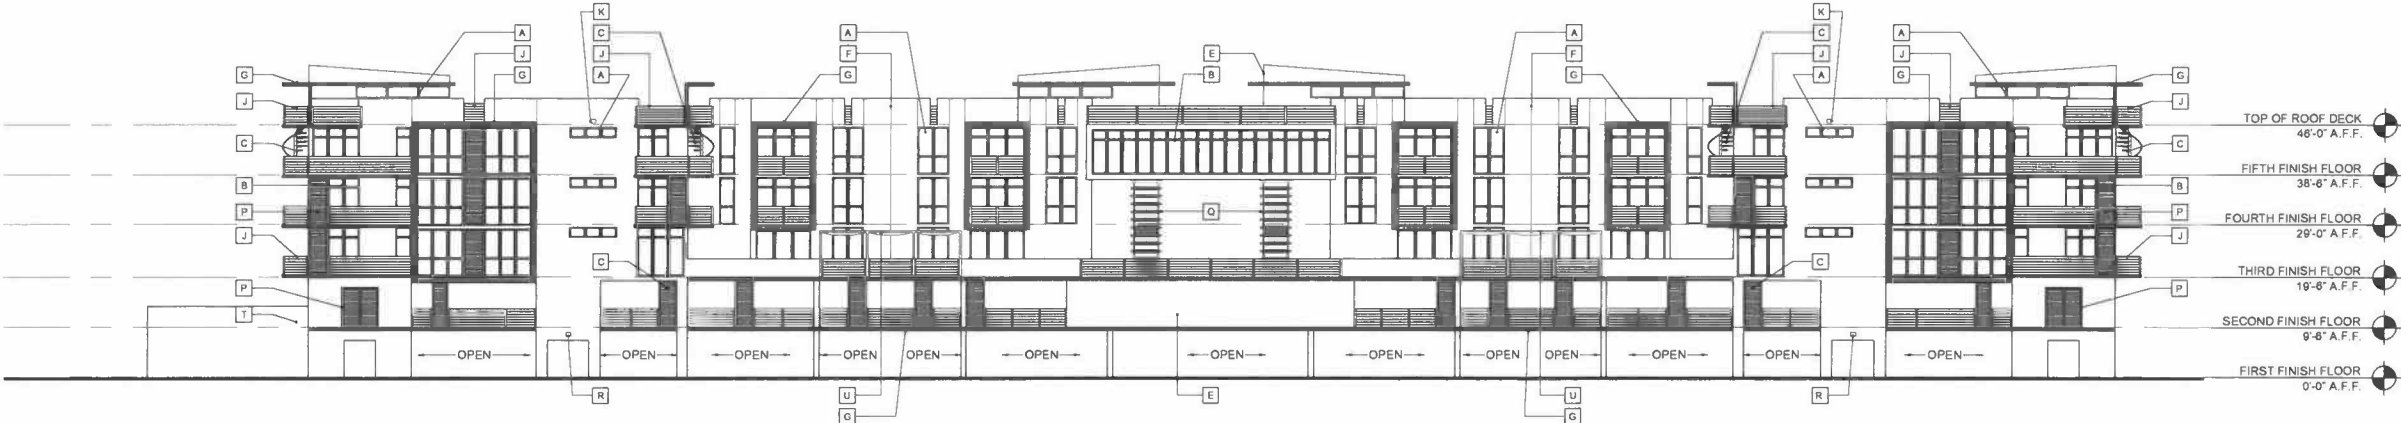 K K
C A A C A
A J J F E A F J J
G G G B G A G G
J J
TOP OF ROOF DECK
46'-0" A.F.F.
C C
FIFTH FINISH FLOOR
38'-6" A.F.F.
B B
P Q P
FOURTH FINISH FLOOR
29'-0" A.F.F.
J J
C C
THIRD FINISH FLOOR
19'-6" A.F.F.
P P
T E
SECOND FINISH FLOOR
9'-6" A.F.F.
OPEN OPEN OPEN OPEN OPEN OPEN OPEN OPEN OPEN OPEN OPEN OPEN OPEN
FIRST FINISH FLOOR
0'-0" A.F.F.
R U E U R
G G